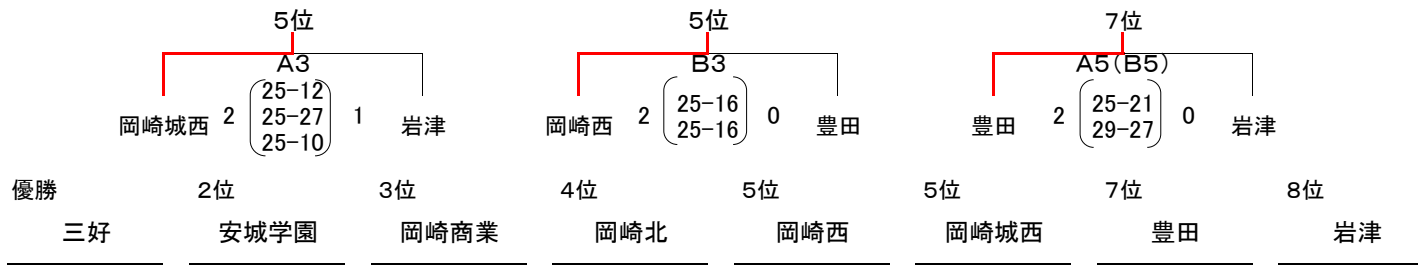 5位 5位 7位
A3 B3 A5(B5)
岡崎城西 2 25-12 25-27 25-10 1 岩津
岡崎西 2 25-16 25-16 0 豊田
豊田 2 25-21 29-27 0 岩津
優勝 2位 3位 4位 5位 5位 7位 8位
三好 安城学園 岡崎商業 岡崎北 岡崎西 岡崎城西 豊田 岩津